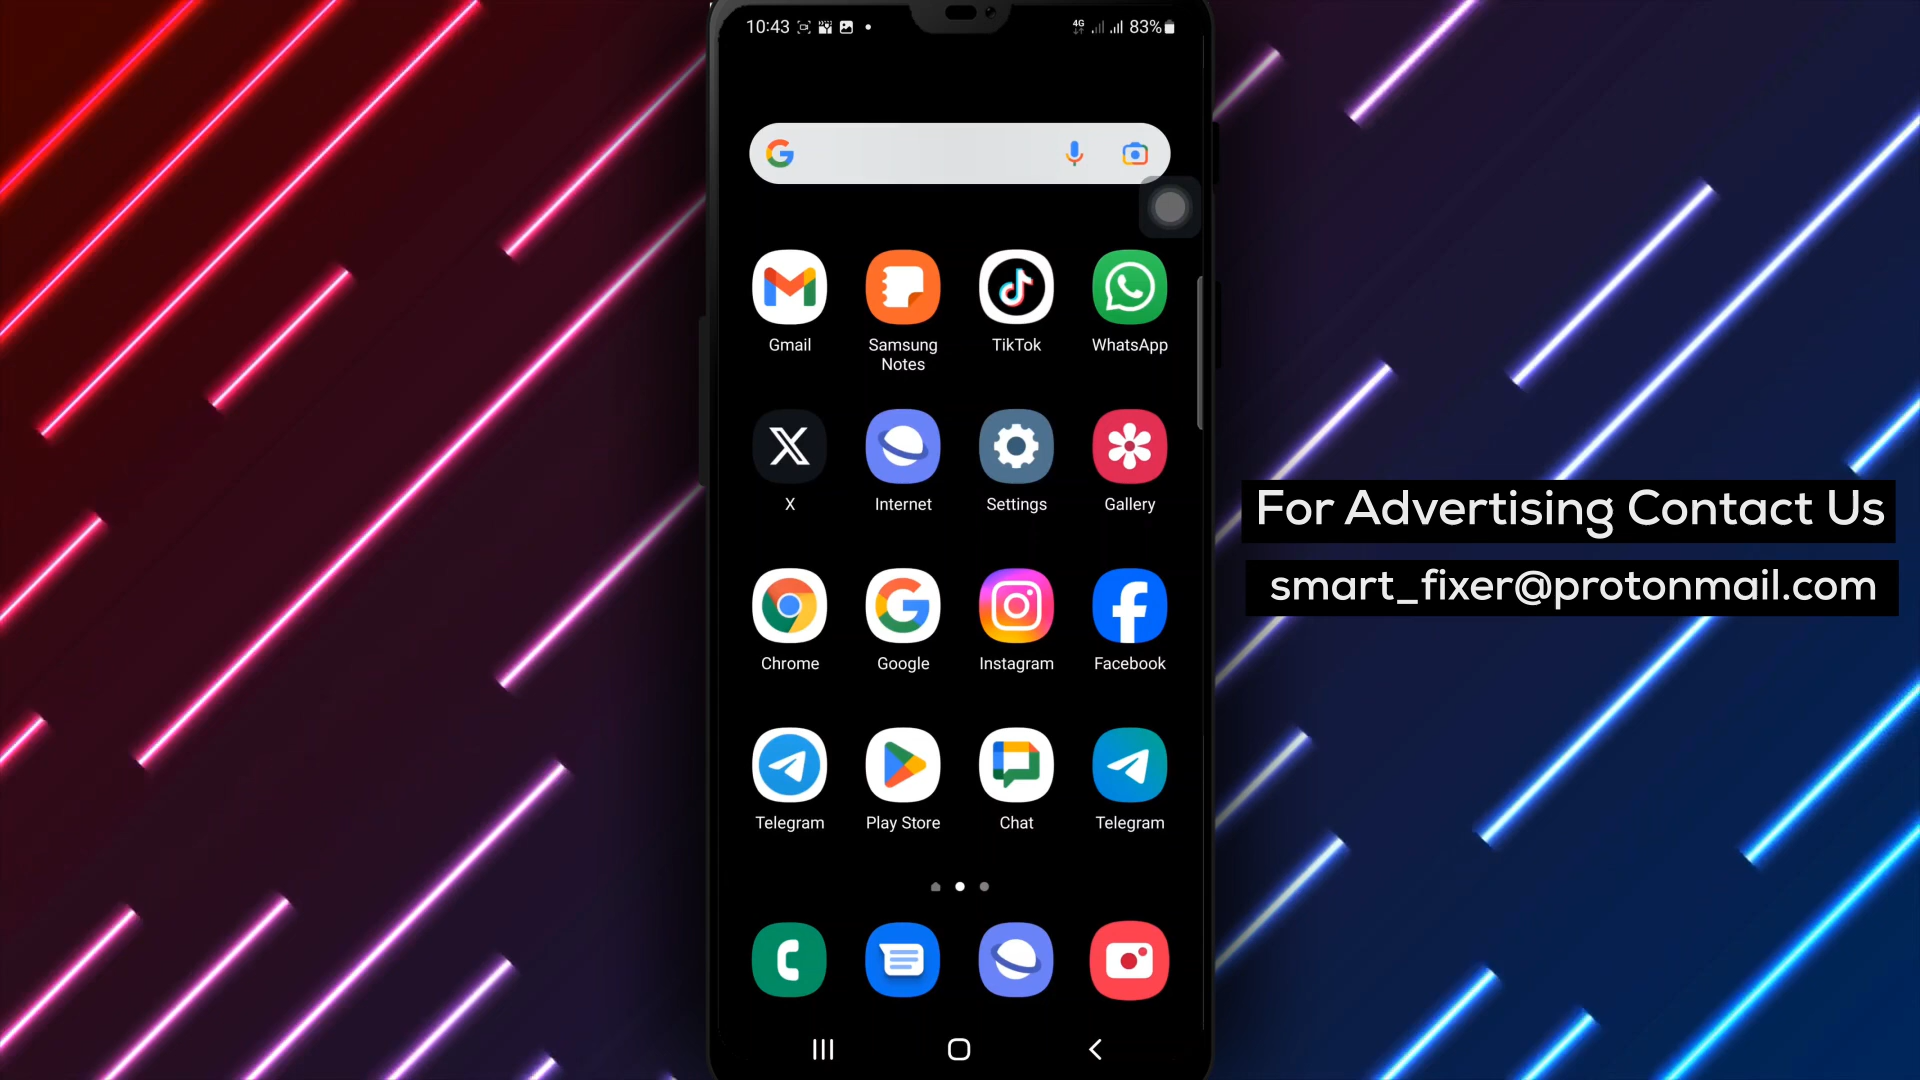 10:43
4G 83%
Gmail
Samsung
Notes
TikTok
WhatsApp
X
Internet
Settings
Gallery
Chrome
Google
Instagram
Facebook
Telegram
Play Store
Chat
Telegram
For Advertising Contact Us
smart_fixer@protonmail.com